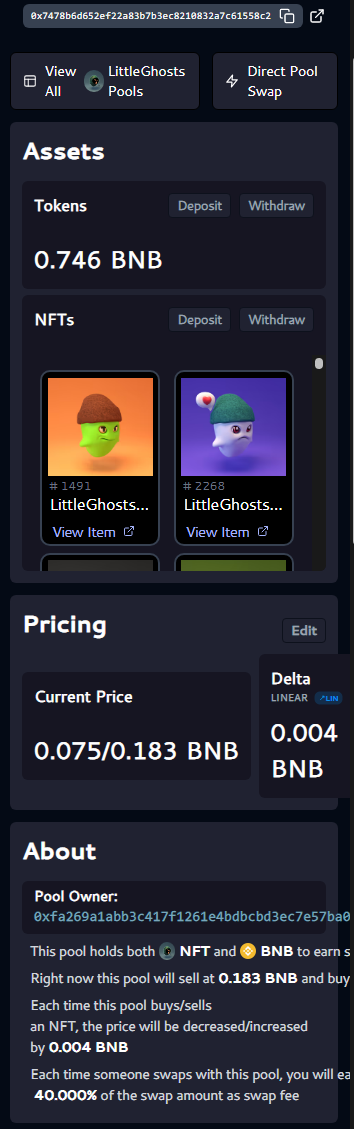 0x7478b6d652ef22a83b7b3ec8210832a7c61558c2
View All LittleGhosts Pools
Direct Pool Swap
Assets
Tokens
Deposit
Withdraw
0.746 BNB
NFTs
Deposit
Withdraw
# 1491
LittleGhosts...
View Item
# 2268
LittleGhosts...
View Item
Pricing
Edit
Current Price
0.075/0.183 BNB
Delta
LINEAR LIN
0.004
BNB
About
Pool Owner:
0xfa269a1abb3c417f1261e4bdbcbd3ec7e57ba0
This pool holds both NFT and BNB to earn s
Right now this pool will sell at 0.183 BNB and buy
Each time this pool buys/sells
an NFT, the price will be decreased/increased
by 0.004 BNB
Each time someone swaps with this pool, you will ea
40.000% of the swap amount as swap fee